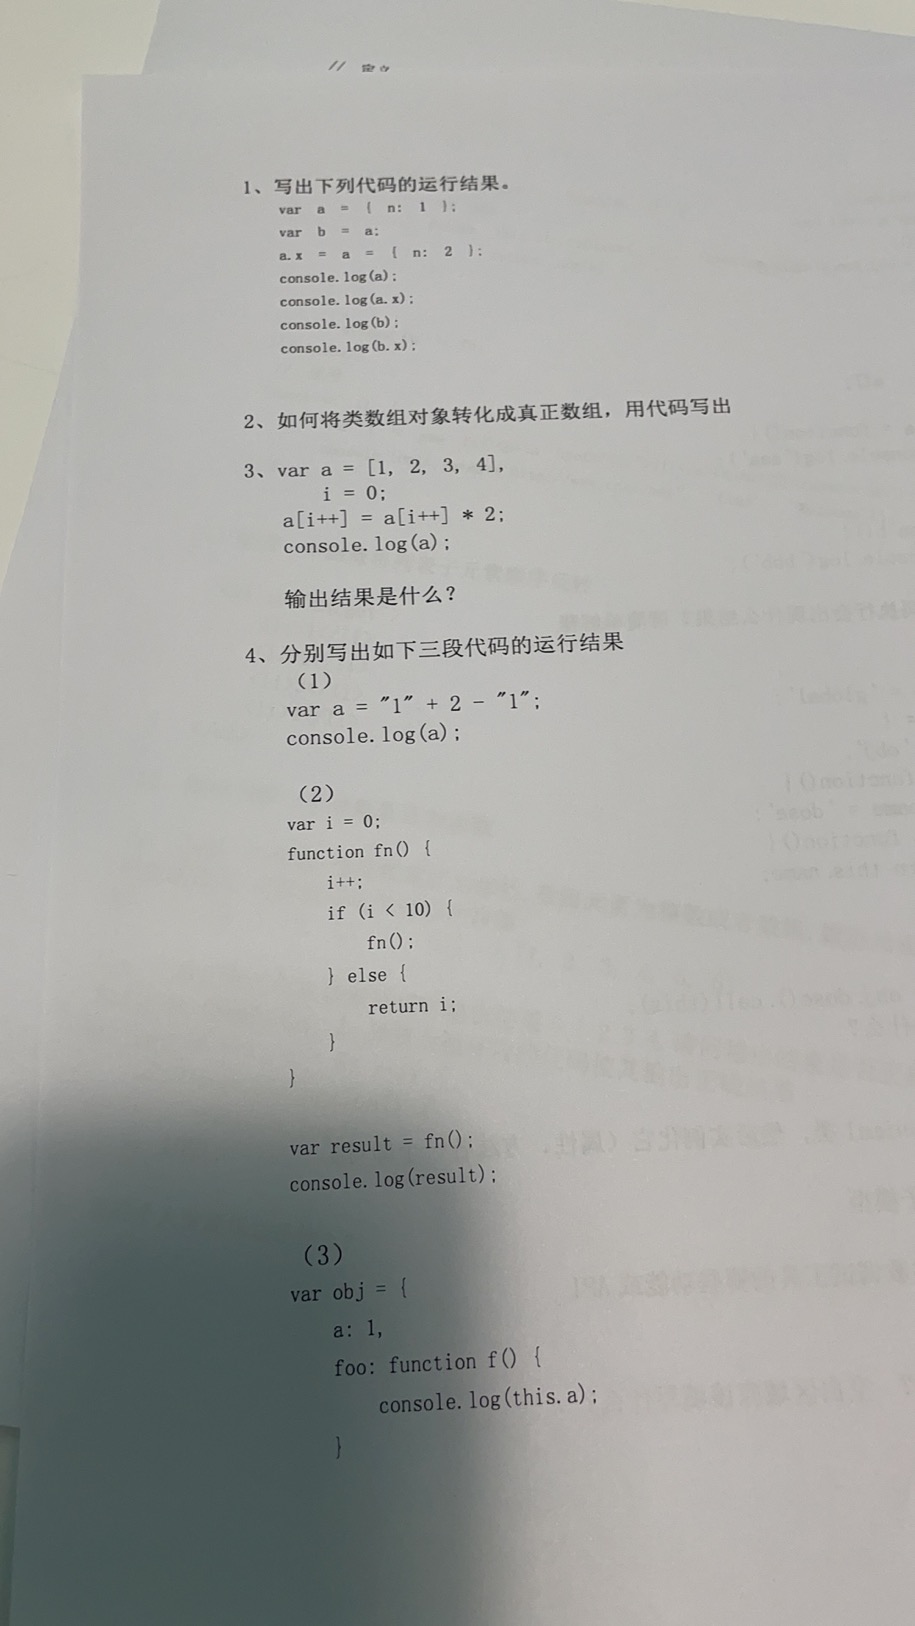 //
1、写出下列代码的运行结果。
var a = { n: 1 };
var b = a;
a.x = a = { n: 2 };
console.log(a);
console.log(a.x);
console.log(b);
console.log(b.x);
2、如何将类数组对象转化成真正数组，用代码写出
3、var a = [1, 2, 3, 4],
i = 0;
a[i++] = a[i++] * 2;
console.log(a);
输出结果是什么？
4、分别写出如下三段代码的运行结果
（1）
var a = "1" + 2 - "1";
console.log(a);
（2）
var i = 0;
function fn() {
i++;
if (i < 10) {
fn();
} else {
return i;
}
}
var result = fn();
console.log(result);
（3）
var obj = {
a: 1,
foo: function f() {
console.log(this.a);
}